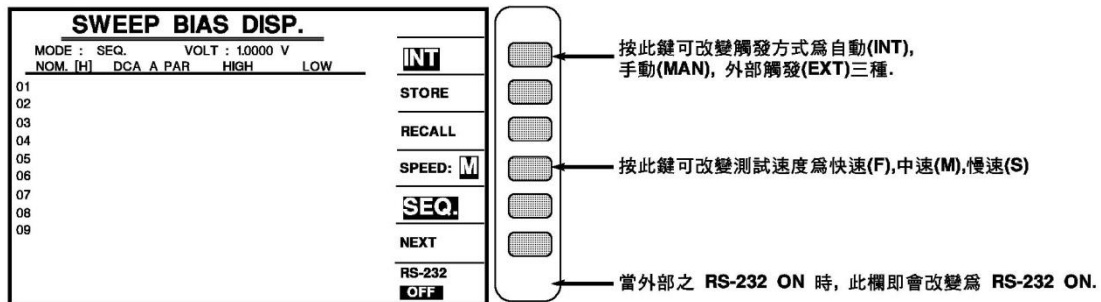 SWEEP BIAS DISP.
MODE : SEQ. VOLT : 1.0000 V
NOM. [H] DCA A PAR HIGH LOW
01
02
03
04
05
06
07
08
09
INT
STORE
RECALL
SPEED: M
SEQ.
NEXT
RS-232
OFF
按此鍵可改變觸發方式爲自動(INT),
手動(MAN), 外部觸發(EXT)三種.
按此鍵可改變測試速度爲快速(F),中速(M),慢速(S)
當外部之 RS-232 ON 時, 此欄即會改變爲 RS-232 ON.